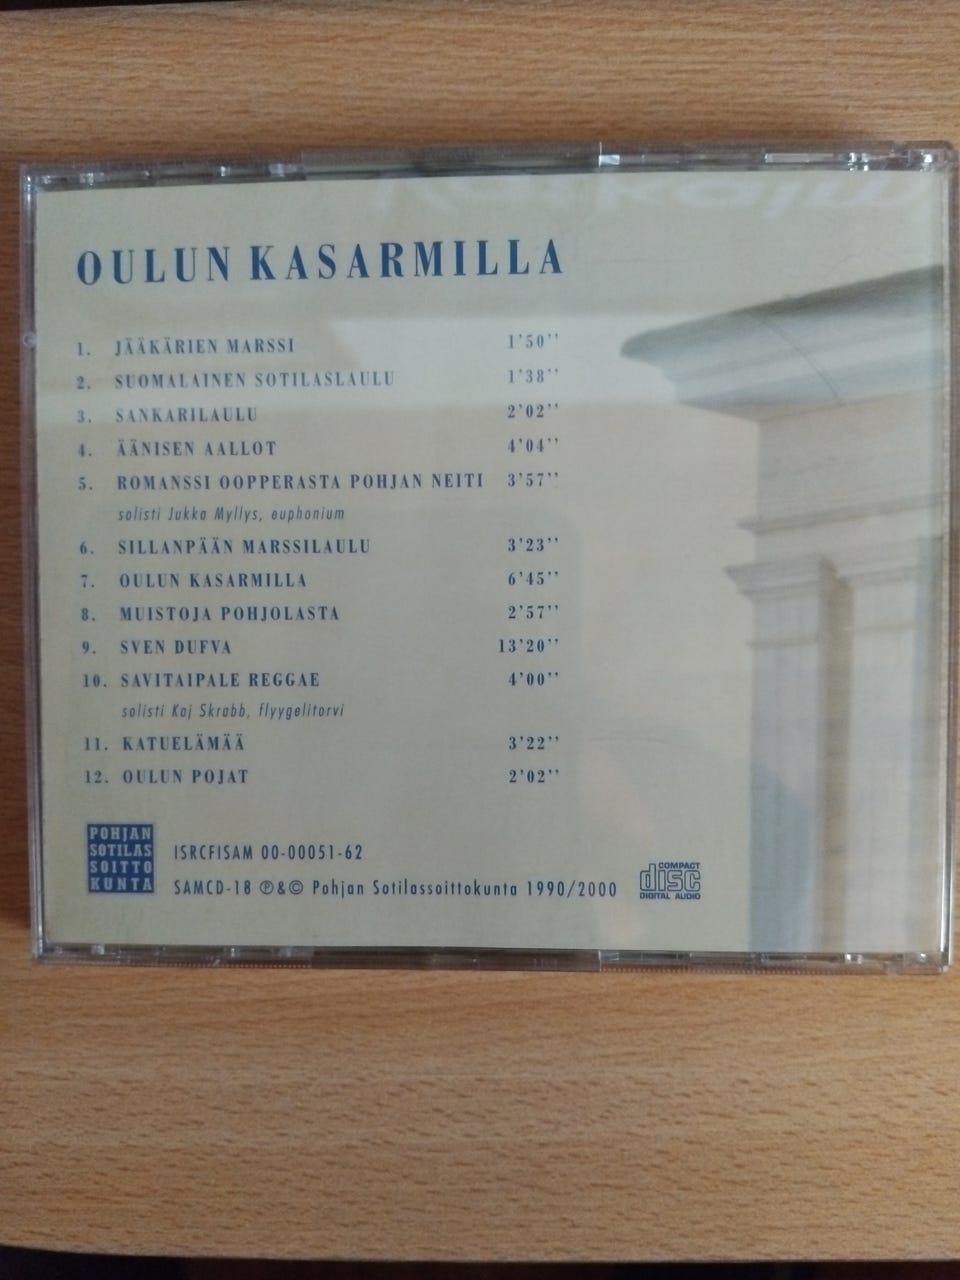 OULUN KASARMILLA
1. JÄÄKÄRIEN MARSSI 1'50''
2. SUOMALAINEN SOTILASLAULU 1'38''
3. SANKARILAULU 2'02''
4. ÄÄNISEN AALLOT 4'04''
5. ROMANSSI OOPPERASTA POHJAN NEITI 3'57''
solisti Jukka Myllys, euphonium
6. SILLANPÄÄN MARSSILAULU 3'23''
7. OULUN KASARMILLA 6'45''
8. MUISTOJA POHJOLASTA 2'57''
9. SVEN DUFVA 13'20''
10. SAVITAIPALE REGGAE 4'00''
solisti Kaj Skrabb, flyygelitorvi
11. KATUELÄMÄÄ 3'22''
12. OULUN POJAT 2'02''
POHJAN
SOTILAS
SOITTO
KUNTA
ISRCFISAM 00-00051-62
SAMCD-18 ℗&© Pohjan Sotilassoittokunta 1990/2000
COMPACT
disc
DIGITAL AUDIO